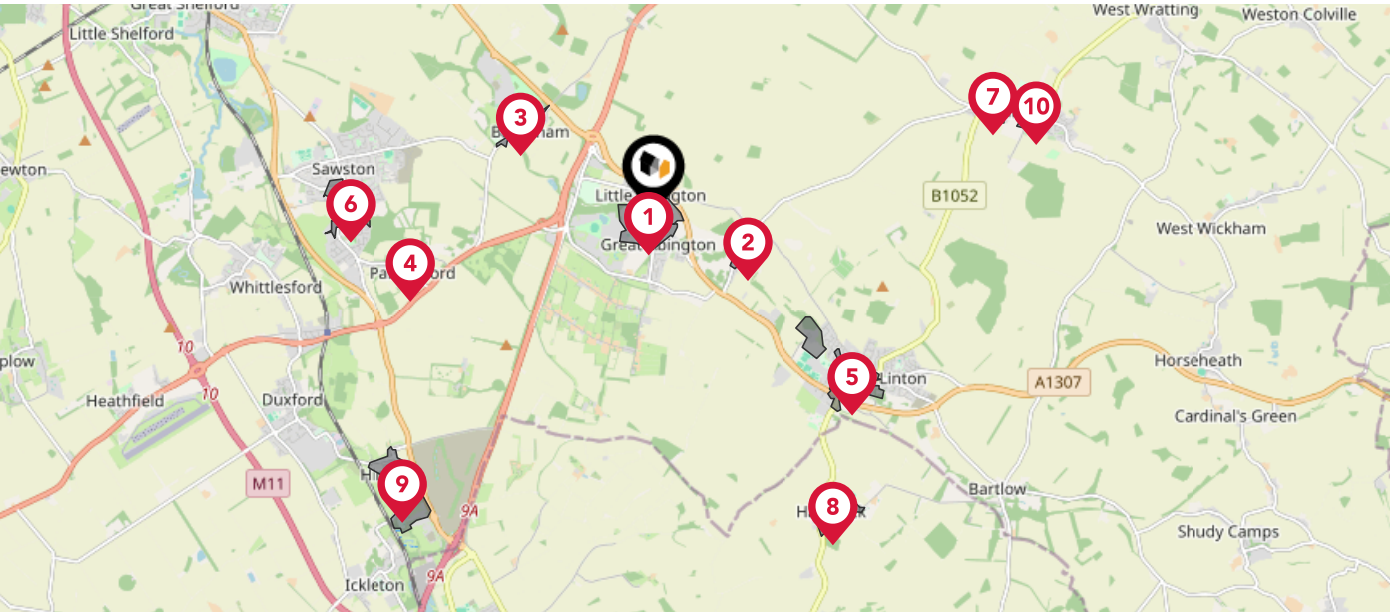 Great Shelford
West Wratting
Weston Colville
Little Shelford
7
10
3
Sawston
ewton
B1052
6
1
2
West Wickham
4
Whittlesford
10
plow
Horseheath
5
Linton
A1307
10
Heathfield
Duxford
Cardinal's Green
M11
9
Bartlow
8
9A
Shudy Camps
9A
Ickleton